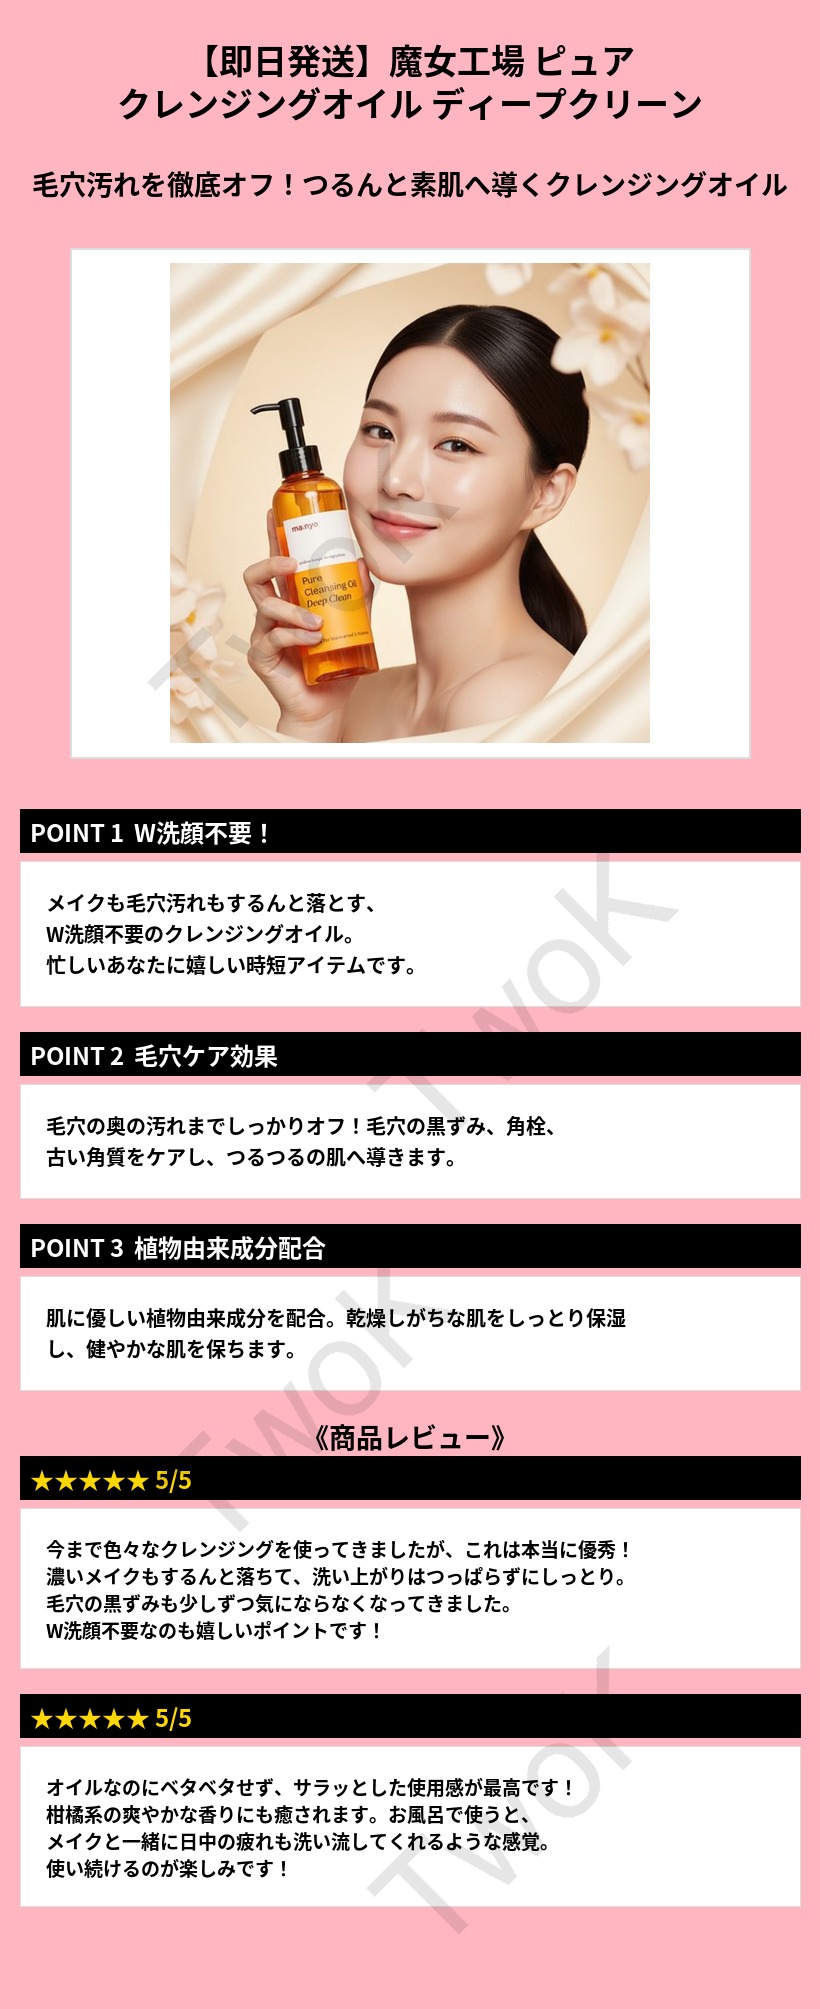 【即日発送】魔女工場 ピュア
クレンジングオイル ディープクリーン
毛穴汚れを徹底オフ！つるんと素肌へ導くクレンジングオイル
ma:nyo
Pure
Cleansing Oil
Deep Clean
TwoK
POINT 1 W洗顔不要！
メイクも毛穴汚れもするんと落とす、
W洗顔不要のクレンジングオイル。
忙しいあなたに嬉しい時短アイテムです。
TwoK
POINT 2 毛穴ケア効果
毛穴の奥の汚れまでしっかりオフ！毛穴の黒ずみ、角栓、
古い角質をケアし、つるつるの肌へ導きます。
POINT 3 植物由来成分配合
肌に優しい植物由来成分を配合。乾燥しがちな肌をしっとり保湿
し、健やかな肌を保ちます。
TwoK
《商品レビュー》
★★★★★ 5/5
今まで色々なクレンジングを使ってきましたが、これは本当に優秀！
濃いメイクもするんと落ちて、洗い上がりはつっぱらずにしっとり。
毛穴の黒ずみも少しずつ気にならなくなってきました。
W洗顔不要なのも嬉しいポイントです！
★★★★★ 5/5
オイルなのにベタベタせず、サラッとした使用感が最高です！
柑橘系の爽やかな香りにも癒されます。お風呂で使うと、
メイクと一緒に日中の疲れも洗い流してくれるような感覚。
使い続けるのが楽しみです！
TwoK